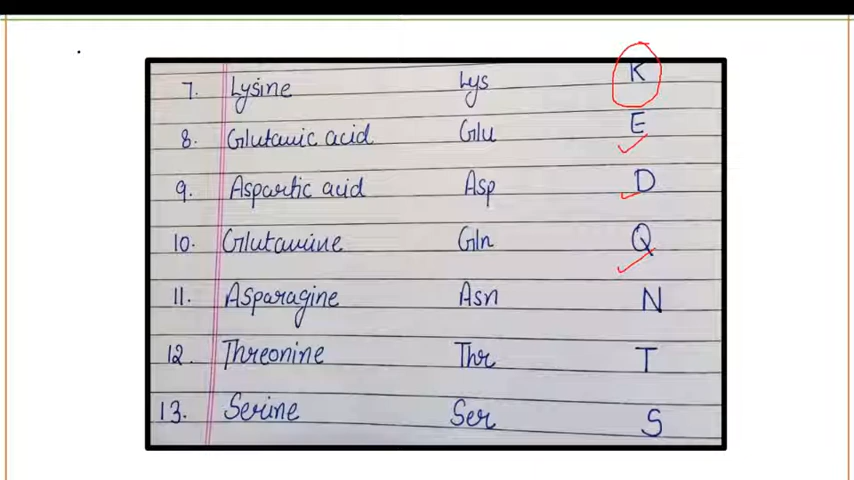 7. Lysine Lys K
8. Glutamic acid Glu E
9. Aspartic acid Asp D
10. Glutamine Gln Q
11. Asparagine Asn N
12. Threonine Thr T
13. Serine Ser S